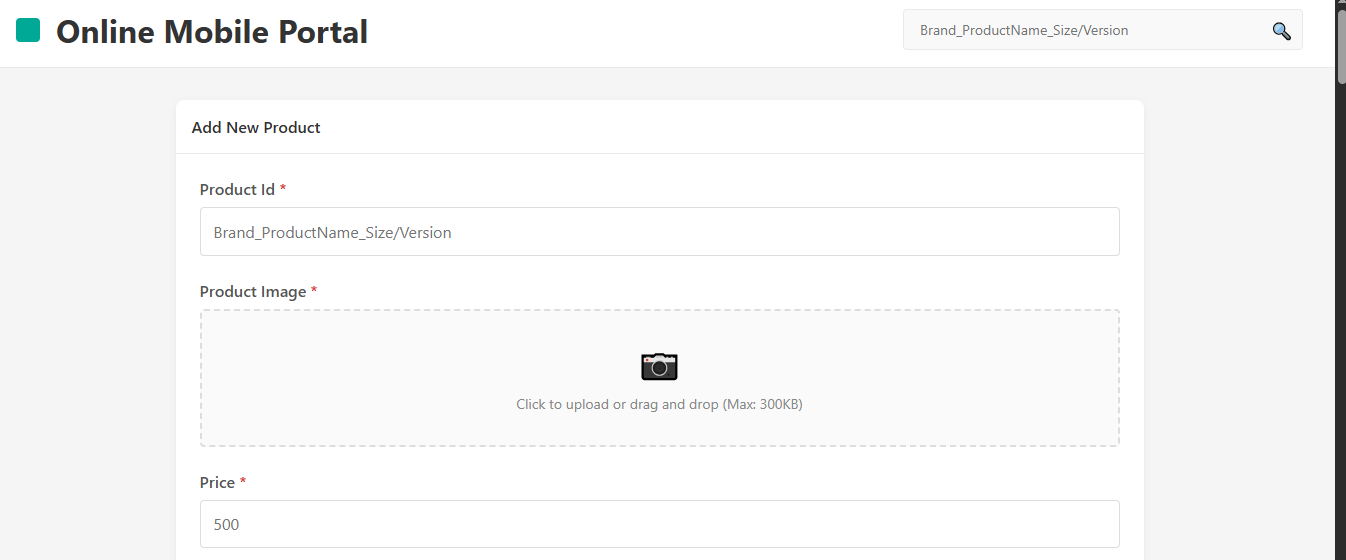 Online Mobile Portal
Brand_ProductName_Size/Version
Add New Product
Product Id *
Brand_ProductName_Size/Version
Product Image *
Click to upload or drag and drop (Max: 300KB)
Price *
500